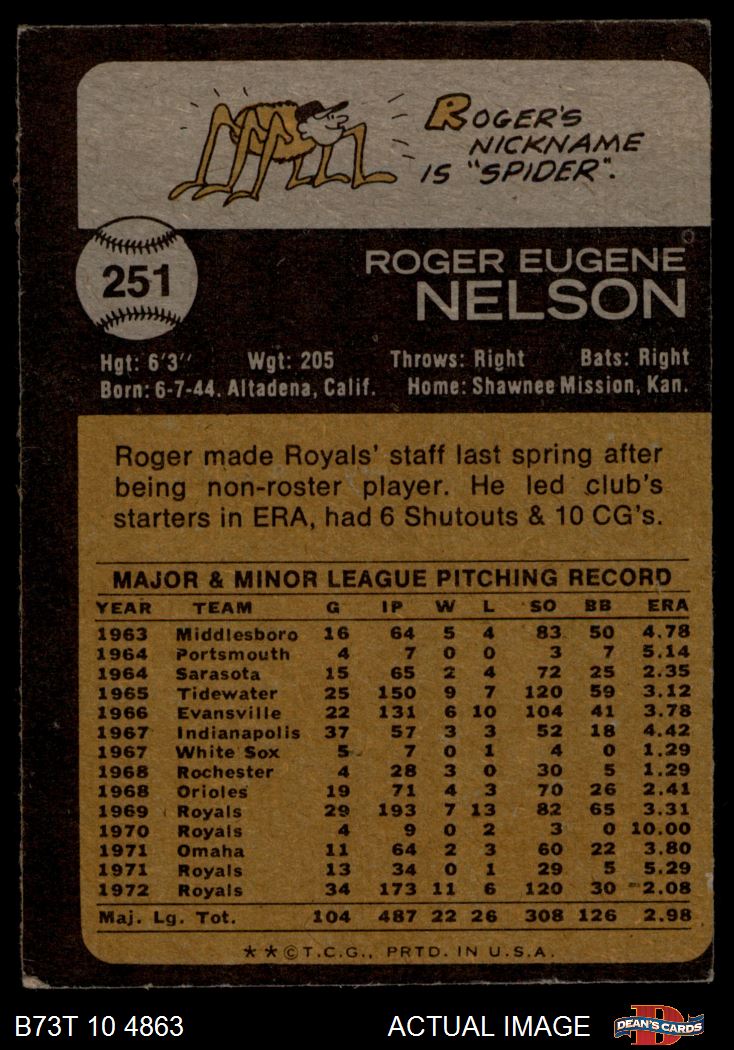 ROGER'S
NICKNAME
IS "SPIDER".
251
ROGER EUGENE
NELSON
Hgt: 6'3" Wgt: 205 Throws: Right Bats: Right
Born: 6-7-44, Altadena, Calif. Home: Shawnee Mission, Kan.
Roger made Royals' staff last spring after
being non-roster player. He led club's
starters in ERA, had 6 Shutouts & 10 CG's.
MAJOR & MINOR LEAGUE PITCHING RECORD
YEAR TEAM G IP W L SO BB ERA
1963 Middlesboro 16 64 5 4 83 50 4.78
1964 Portsmouth 4 7 0 0 3 7 5.14
1964 Sarasota 15 65 2 4 72 25 2.35
1965 Tidewater 25 150 9 7 120 59 3.12
1966 Evansville 22 131 6 10 104 41 3.78
1967 Indianapolis 37 57 3 3 52 18 4.42
1967 White Sox 5 7 0 1 4 0 1.29
1968 Rochester 4 28 3 0 30 5 1.29
1968 Orioles 19 71 4 3 70 26 2.41
1969 Royals 29 193 7 13 82 65 3.31
1970 Royals 4 9 0 2 3 0 10.00
1971 Omaha 11 64 2 3 60 22 3.80
1971 Royals 13 34 0 1 29 5 5.29
1972 Royals 34 173 11 6 120 30 2.08
Maj. Lg. Tot. 104 487 22 26 308 126 2.98
**©T.C.G., PRTD. IN U.S.A.
B73T 10 4863 ACTUAL IMAGE D DEAN'S CARDS